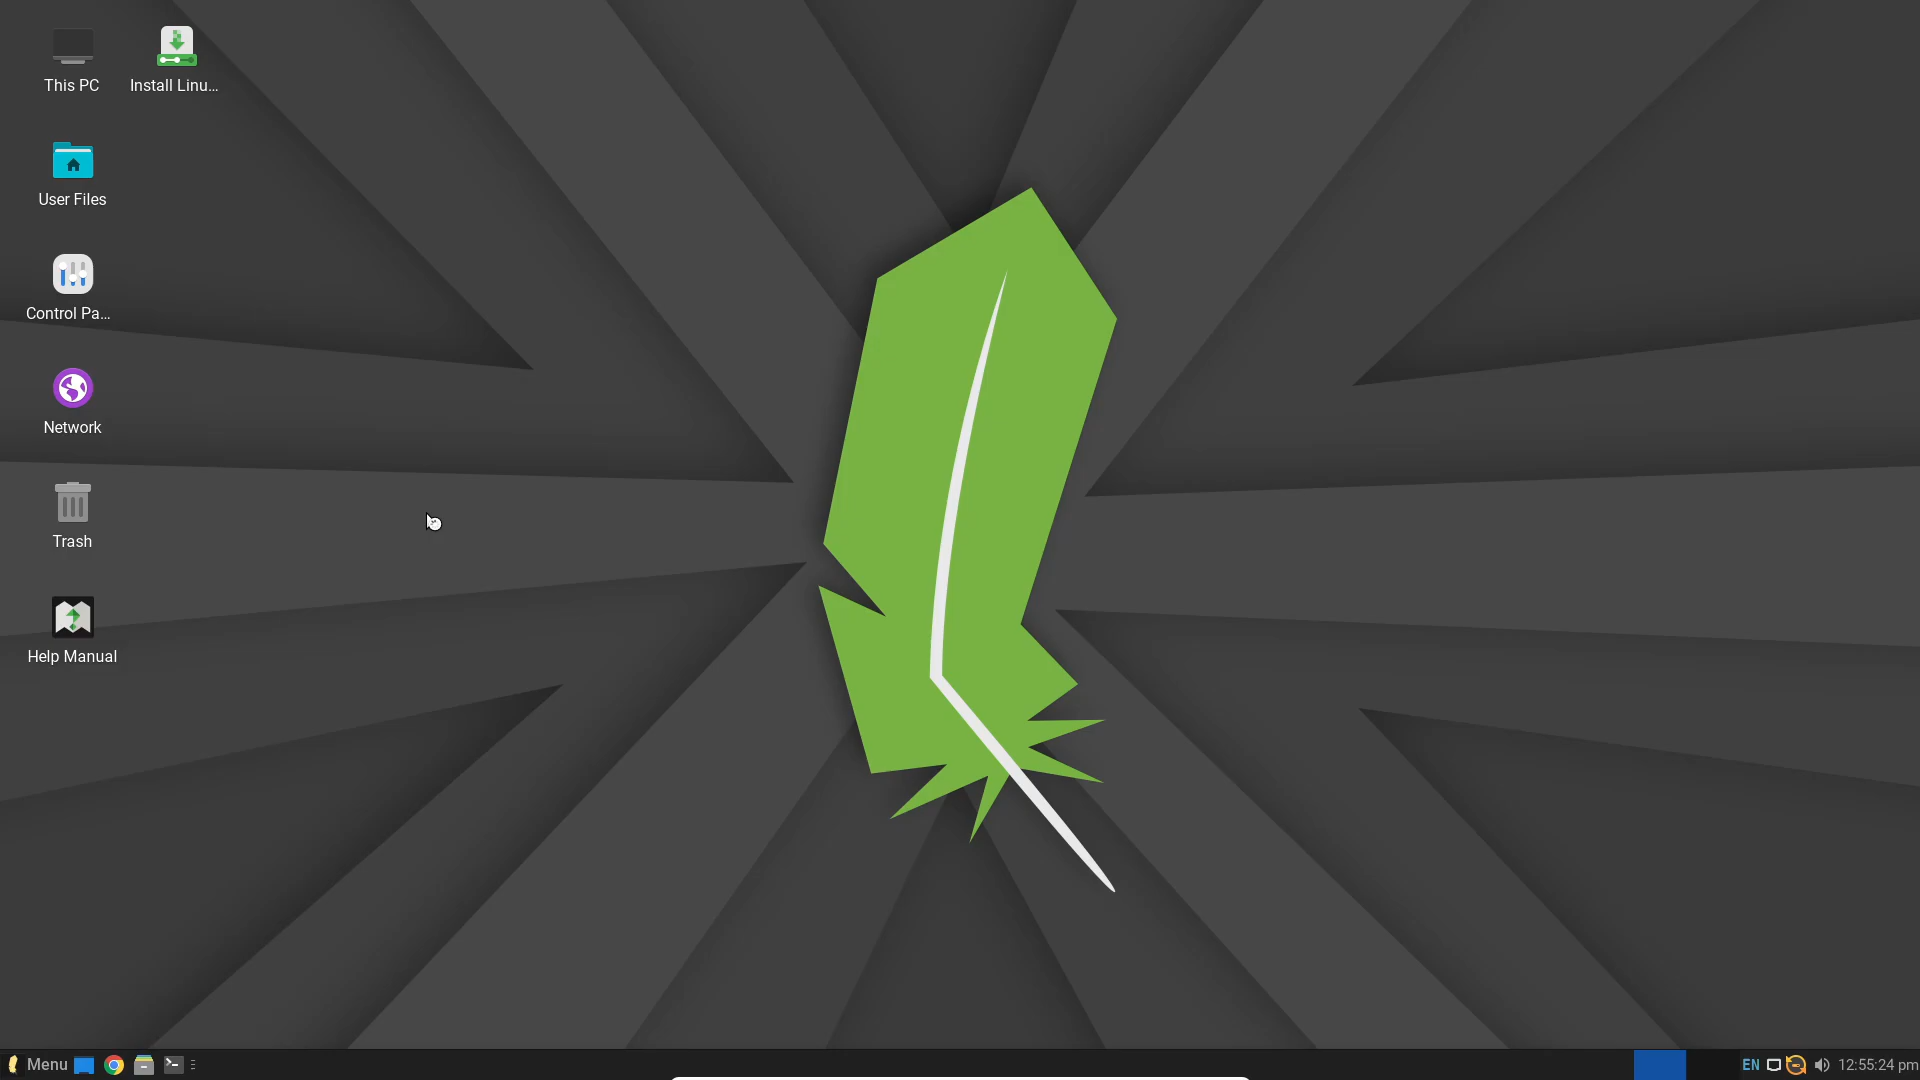 This PC
Install Linu...
User Files
Control Pa...
Network
Trash
Help Manual
Menu
EN
12:55:24 pm